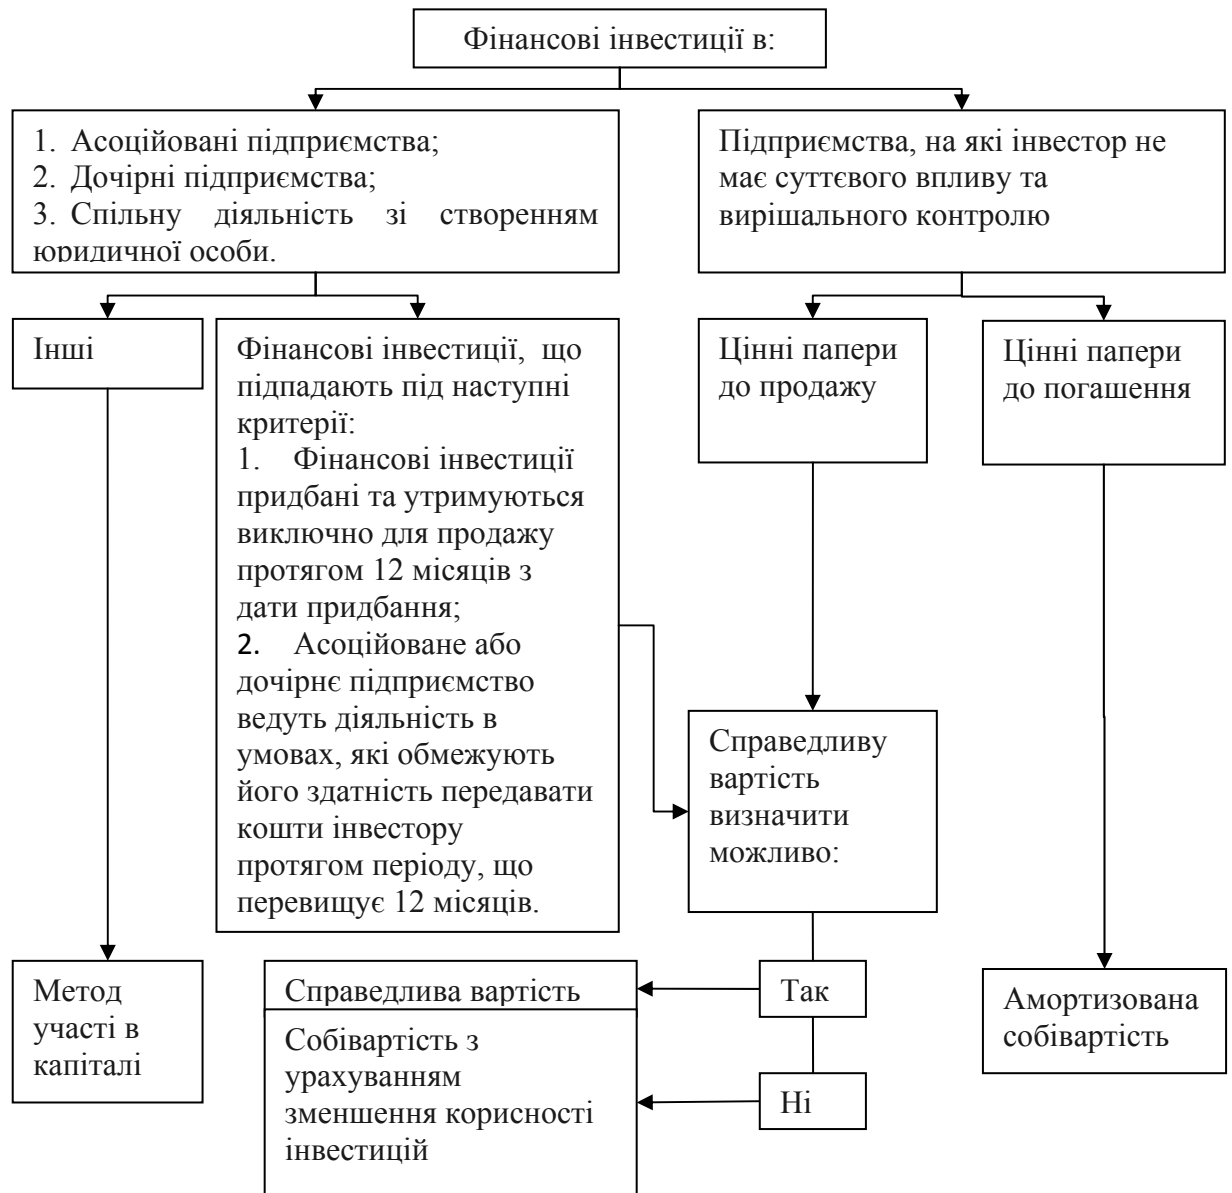 Фінансові інвестиції в:
1. Асоційовані підприємства;
2. Дочірні підприємства;
3. Спільну діяльність зі створенням
юридичної особи.
Підприємства, на які інвестор не
має суттєвого впливу та
вирішального контролю
Інші
Фінансові інвестиції, що
підпадають під наступні
критерії:
1. Фінансові інвестиції
придбані та утримуються
виключно для продажу
протягом 12 місяців з
дати придбання;
2. Асоційоване або
дочірнє підприємство
ведуть діяльність в
умовах, які обмежують
його здатність передавати
кошти інвестору
протягом періоду, що
перевищує 12 місяців.
Цінні папери
до продажу
Цінні папери
до погашення
Справедливу
вартість
визначити
можливо:
Метод
участі в
капіталі
Справедлива вартість
Так
Собівартість з
урахуванням
зменшення корисності
інвестицій
Ні
Амортизована
собівартість